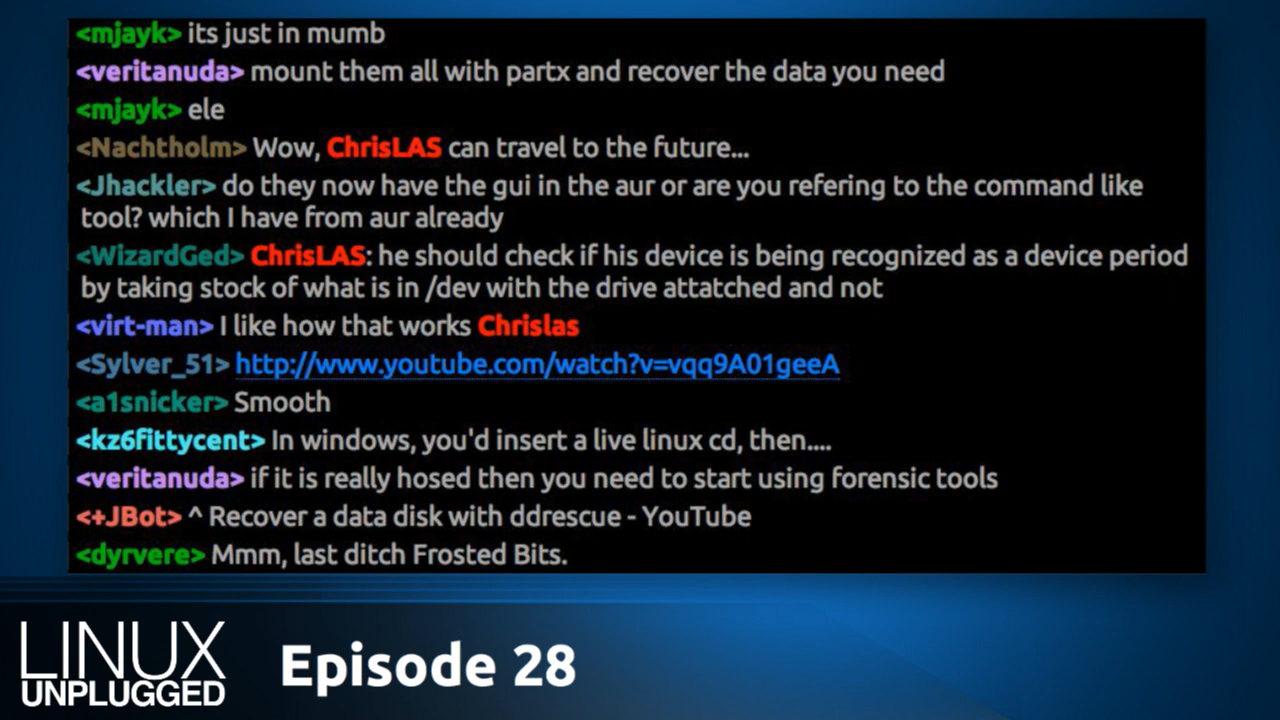 <mjayk> its just in mumb
<veritanuda> mount them all with partx and recover the data you need
<mjayk> ele
<Nachtholm> Wow, ChrisLAS can travel to the future...
<Jhackler> do they now have the gui in the aur or are you refering to the command like
tool? which I have from aur already
<WizardGed> ChrisLAS: he should check if his device is being recognized as a device period
by taking stock of what is in /dev with the drive attatched and not
<virt-man> I like how that works Chrislas
<Sylver_51> http://www.youtube.com/watch?v=vqq9A01geeA
<a1snicker> Smooth
<kz6fittycent> In windows, you'd insert a live linux cd, then....
<veritanuda> if it is really hosed then you need to start using forensic tools
<+JBot> ^ Recover a data disk with ddrescue - YouTube
<dyrvere> Mmm, last ditch Frosted Bits.
LINUX
UNPLUGGED
Episode 28